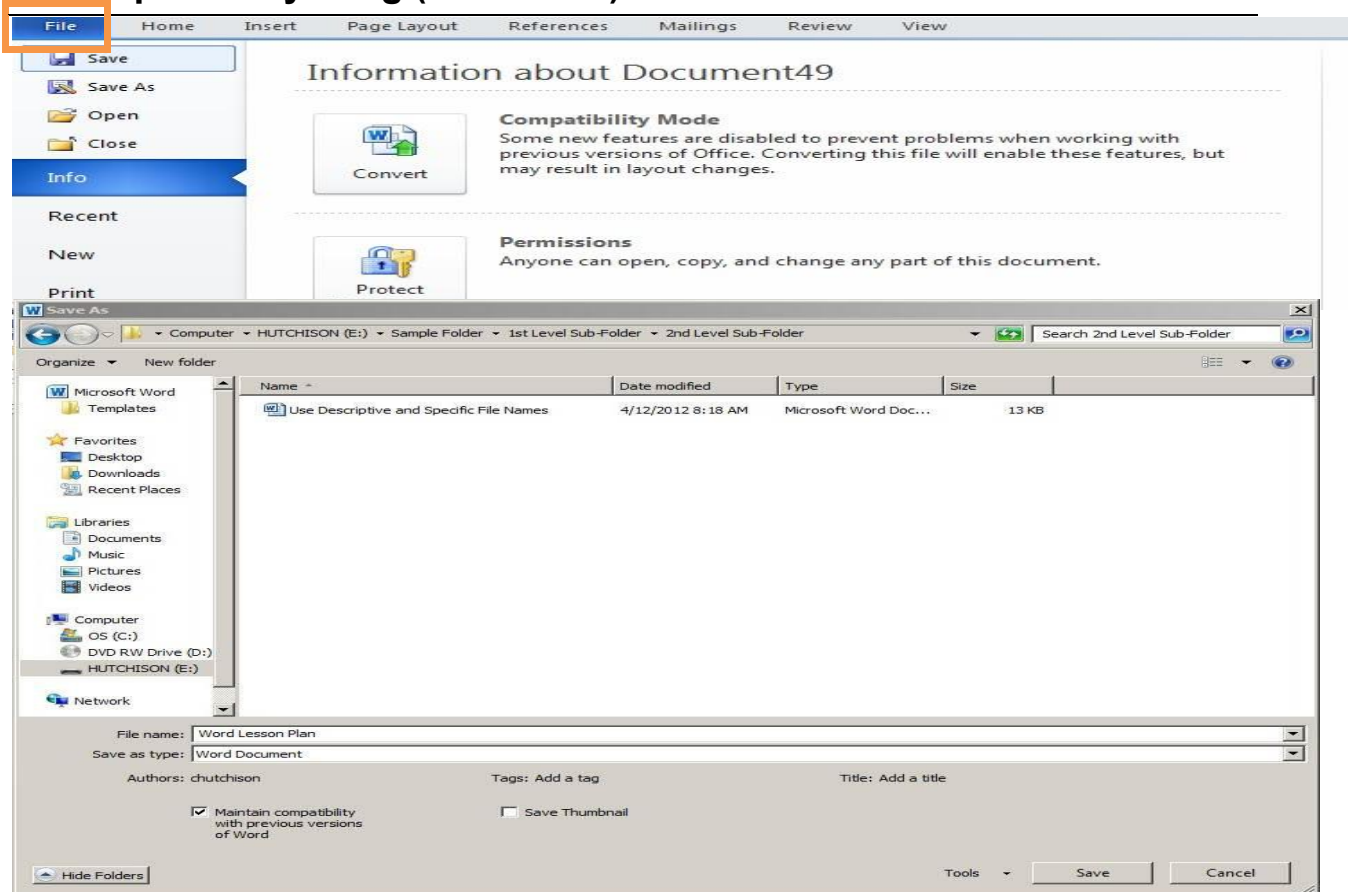 File Home Insert Page Layout References Mailings Review View
Save
Save As
Open
Close
Info
Recent
New
Print
Information about Document49
Convert
Compatibility Mode
Some new features are disabled to prevent problems when working with
previous versions of Office. Converting this file will enable these features, but
may result in layout changes.
Protect
Permissions
Anyone can open, copy, and change any part of this document.
Save As
Computer HUTCHISON (E:) Sample Folder 1st Level Sub-Folder 2nd Level Sub-Folder Search 2nd Level Sub-Folder
Organize New folder
Microsoft Word
Templates
Favorites
Desktop
Downloads
Recent Places
Libraries
Documents
Music
Pictures
Videos
Computer
OS (C:)
DVD RW Drive (D:)
HUTCHISON (E:)
Network
Name Date modified Type Size
Use Descriptive and Specific File Names 4/12/2012 8:18 AM Microsoft Word Doc... 13 KB
File name: Word Lesson Plan
Save as type: Word Document
Authors: chutchison Tags: Add a tag Title: Add a title
Maintain compatibility
with previous versions
of Word
Save Thumbnail
Hide Folders Tools Save Cancel